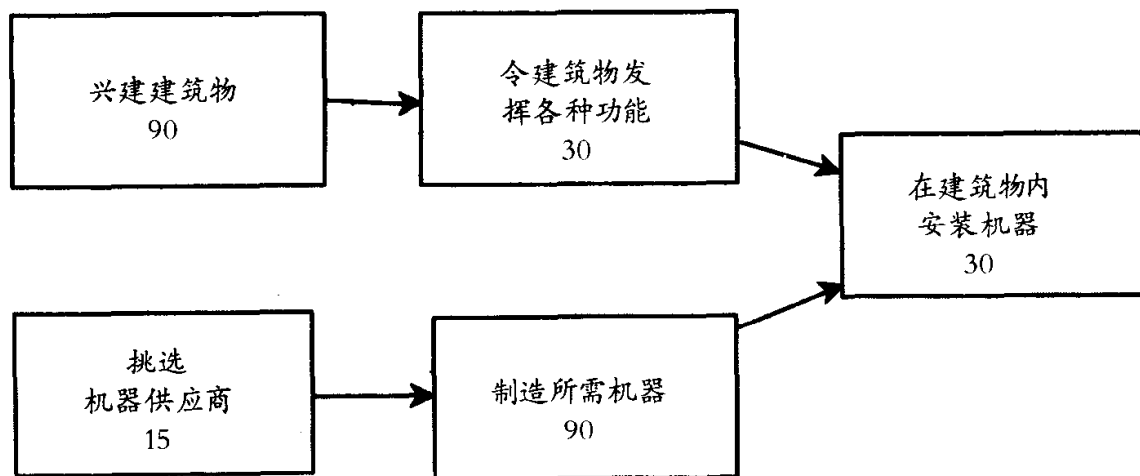 兴建建筑物
90
令建筑物发
挥各种功能
30
在建筑物内
安装机器
30
挑选
机器供应商
15
制造所需机器
90